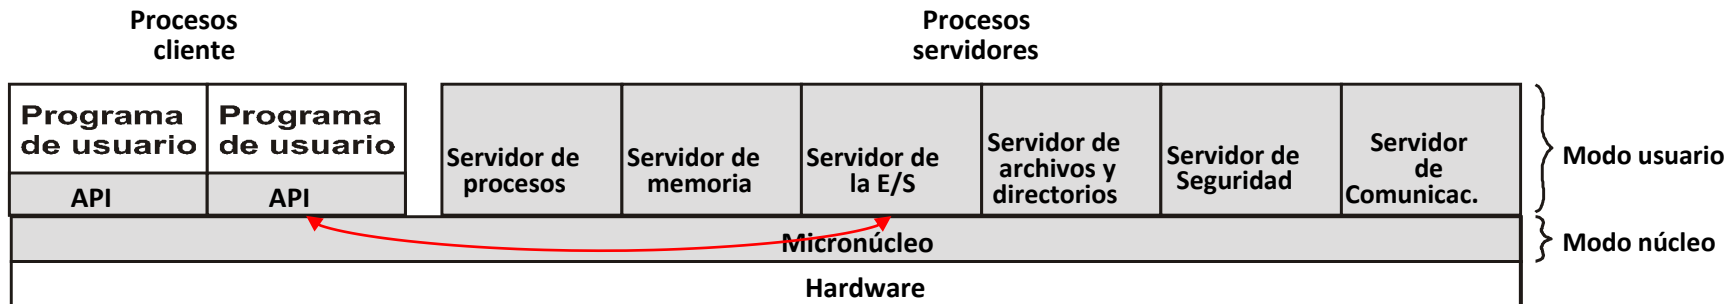 Procesos
cliente
Procesos
servidores
Programa
de usuario
API
Programa
de usuario
API
Servidor de
procesos
Servidor de
memoria
Servidor de
la E/S
Servidor de
archivos y
directorios
Servidor de
Seguridad
Servidor
de
Comunicac.
Modo usuario
Micronúcleo
Modo núcleo
Hardware